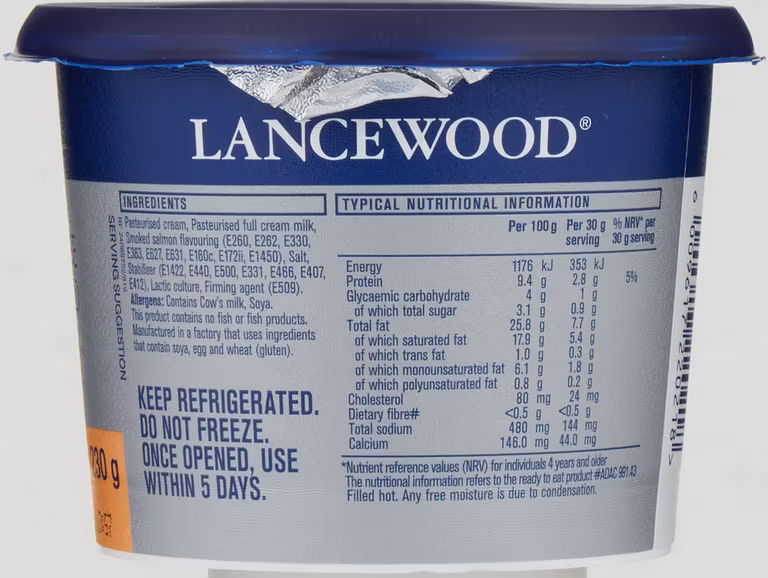 LANCEWOOD®
INGREDIENTS
Pasteurised cream, Pasteurised full cream milk,
Smoked salmon flavouring (E260, E262, E330,
E363, E627, E631, E160c, E172ii, E1450), Salt,
Stabiliser (E1422, E440, E500, E331, E466, E407,
E412), Lactic culture, Firming agent (E509).
Allergens: Contains Cow's milk, Soya.
This product contains no fish or fish products.
Manufactured in a factory that uses ingredients
that contain soya, egg and wheat (gluten).
KEEP REFRIGERATED.
DO NOT FREEZE.
ONCE OPENED, USE
WITHIN 5 DAYS.
SERVING SUGGESTION
230 g
TYPICAL NUTRITIONAL INFORMATION
Per 100 g Per 30 g serving % NRV* per 30 g serving
Energy 1176 kJ 353 kJ
Protein 9.4 g 2.8 g 5%
Glycaemic carbohydrate 4 g 1 g
of which total sugar 3.1 g 0.9 g
Total fat 25.8 g 7.7 g
of which saturated fat 17.9 g 5.4 g
of which trans fat 1.0 g 0.3 g
of which monounsaturated fat 6.1 g 1.8 g
of which polyunsaturated fat 0.8 g 0.2 g
Cholesterol 80 mg 24 mg
Dietary fibre# <0.5 g <0.5 g
Total sodium 480 mg 144 mg
Calcium 146.0 mg 44.0 mg
*Nutrient reference values (NRV) for individuals 4 years and older
The nutritional information refers to the ready to eat product #AOAC 991.43
Filled hot. Any free moisture is due to condensation.